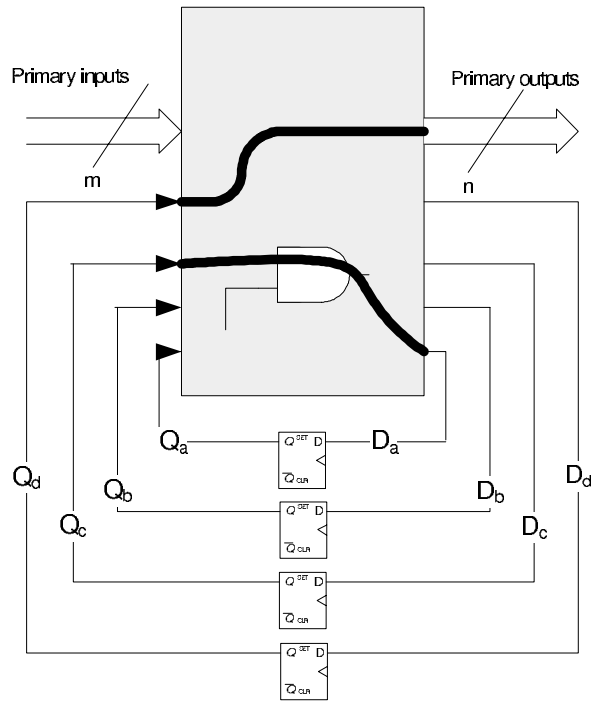 Primary inputs
Primary outputs
m
n
Qa
Da
Q SET D
Q CLR
Qd
Qb
Db
Dd
Qc
Dc
Q SET D
Q CLR
Q SET D
Q CLR
Q SET D
Q CLR